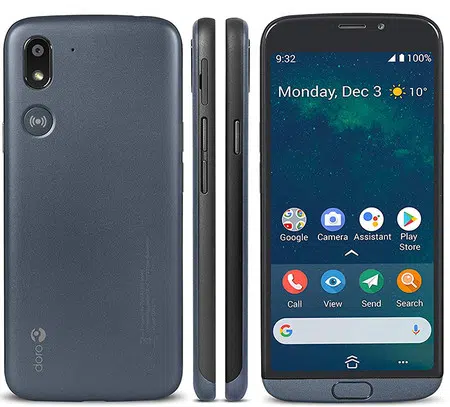 doro
9:32
100%
Monday, Dec 3 10°
Google Camera Assistant Play Store
Call View Send Search